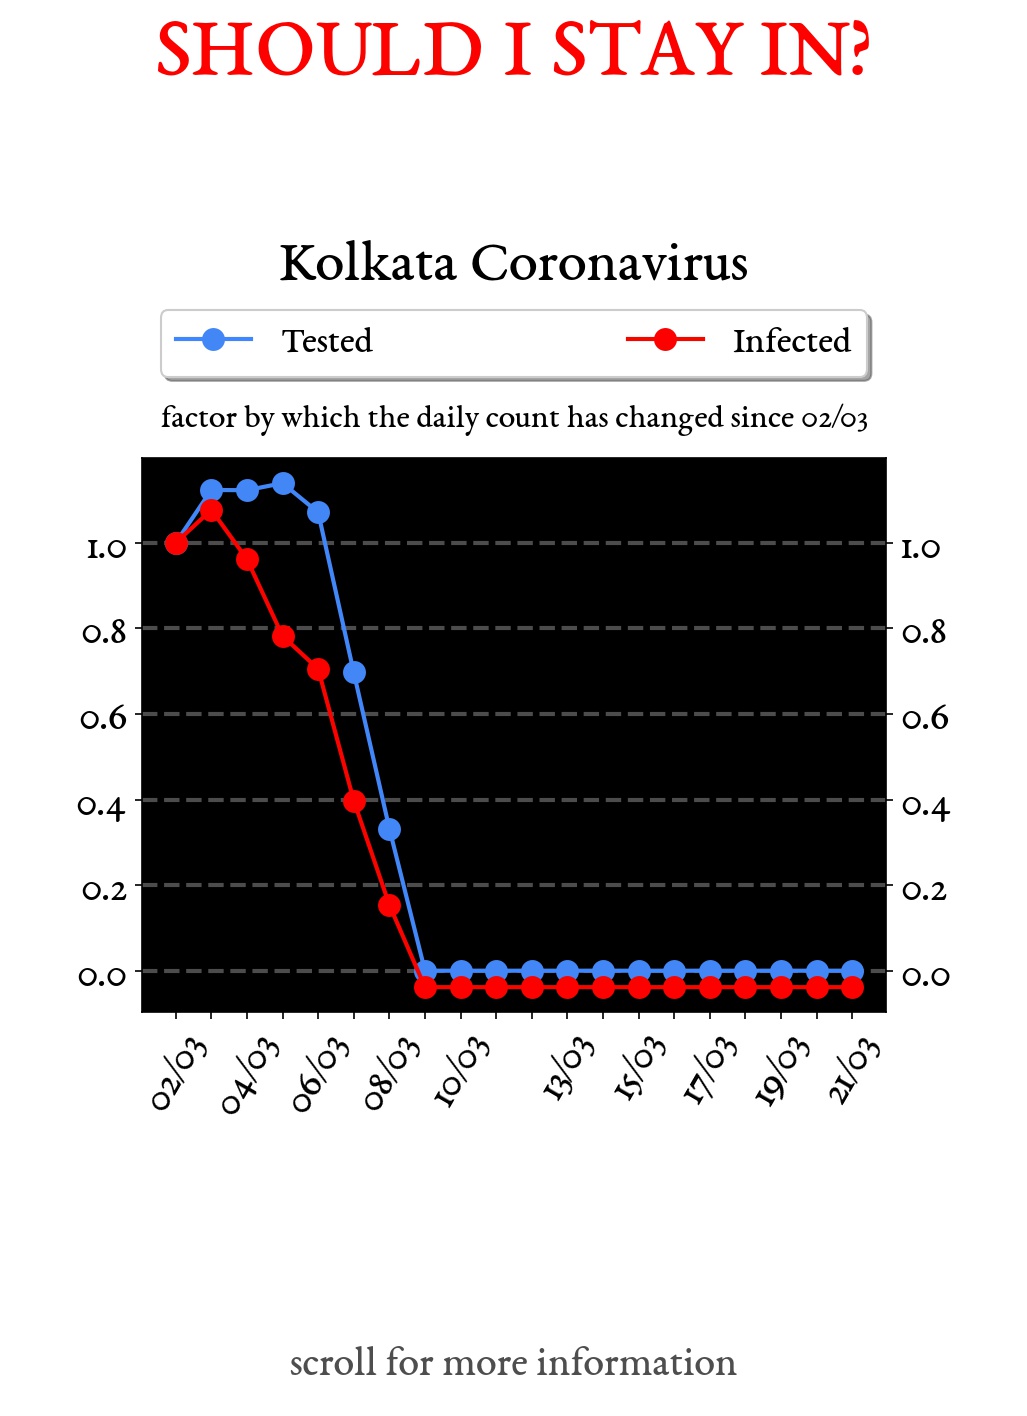 SHOULD I STAY IN?
Kolkata Coronavirus
Tested Infected
factor by which the daily count has changed since 02/03
1.0 1.0
0.8 0.8
0.6 0.6
0.4 0.4
0.2 0.2
0.0 0.0
02/03 04/03 06/03 08/03 10/03 13/03 15/03 17/03 19/03 21/03
scroll for more information